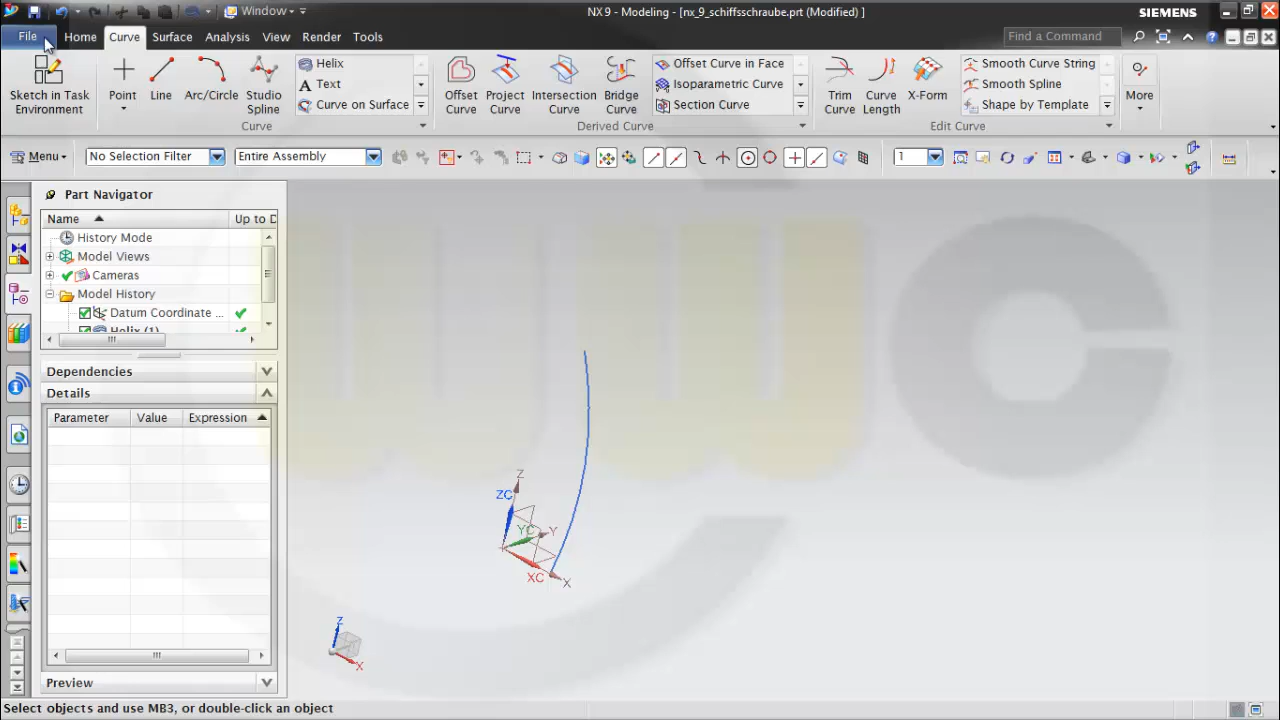 Window
NX 9 - Modeling - [nx_9_schiffsschraube.prt (Modified) ]
SIEMENS
File
Home
Curve
Surface
Analysis
View
Render
Tools
Find a Command
Sketch in Task
Environment
Point
Line
Arc/Circle
Studio
Spline
Helix
Text
Curve on Surface
Curve
Offset
Curve
Project
Curve
Intersection
Curve
Bridge
Curve
Offset Curve in Face
Isoparametric Curve
Section Curve
Derived Curve
Trim
Curve
Curve
Length
X-Form
Smooth Curve String
Smooth Spline
Shape by Template
Edit Curve
More
Menu
No Selection Filter
Entire Assembly
1
Part Navigator
Name
Up to D
History Mode
Model Views
Cameras
Model History
Datum Coordinate ...
Helix (1)
Dependencies
Details
Parameter
Value
Expression
Preview
Z
ZC
YC
Y
XC
X
Z
X
Select objects and use MB3, or double-click an object